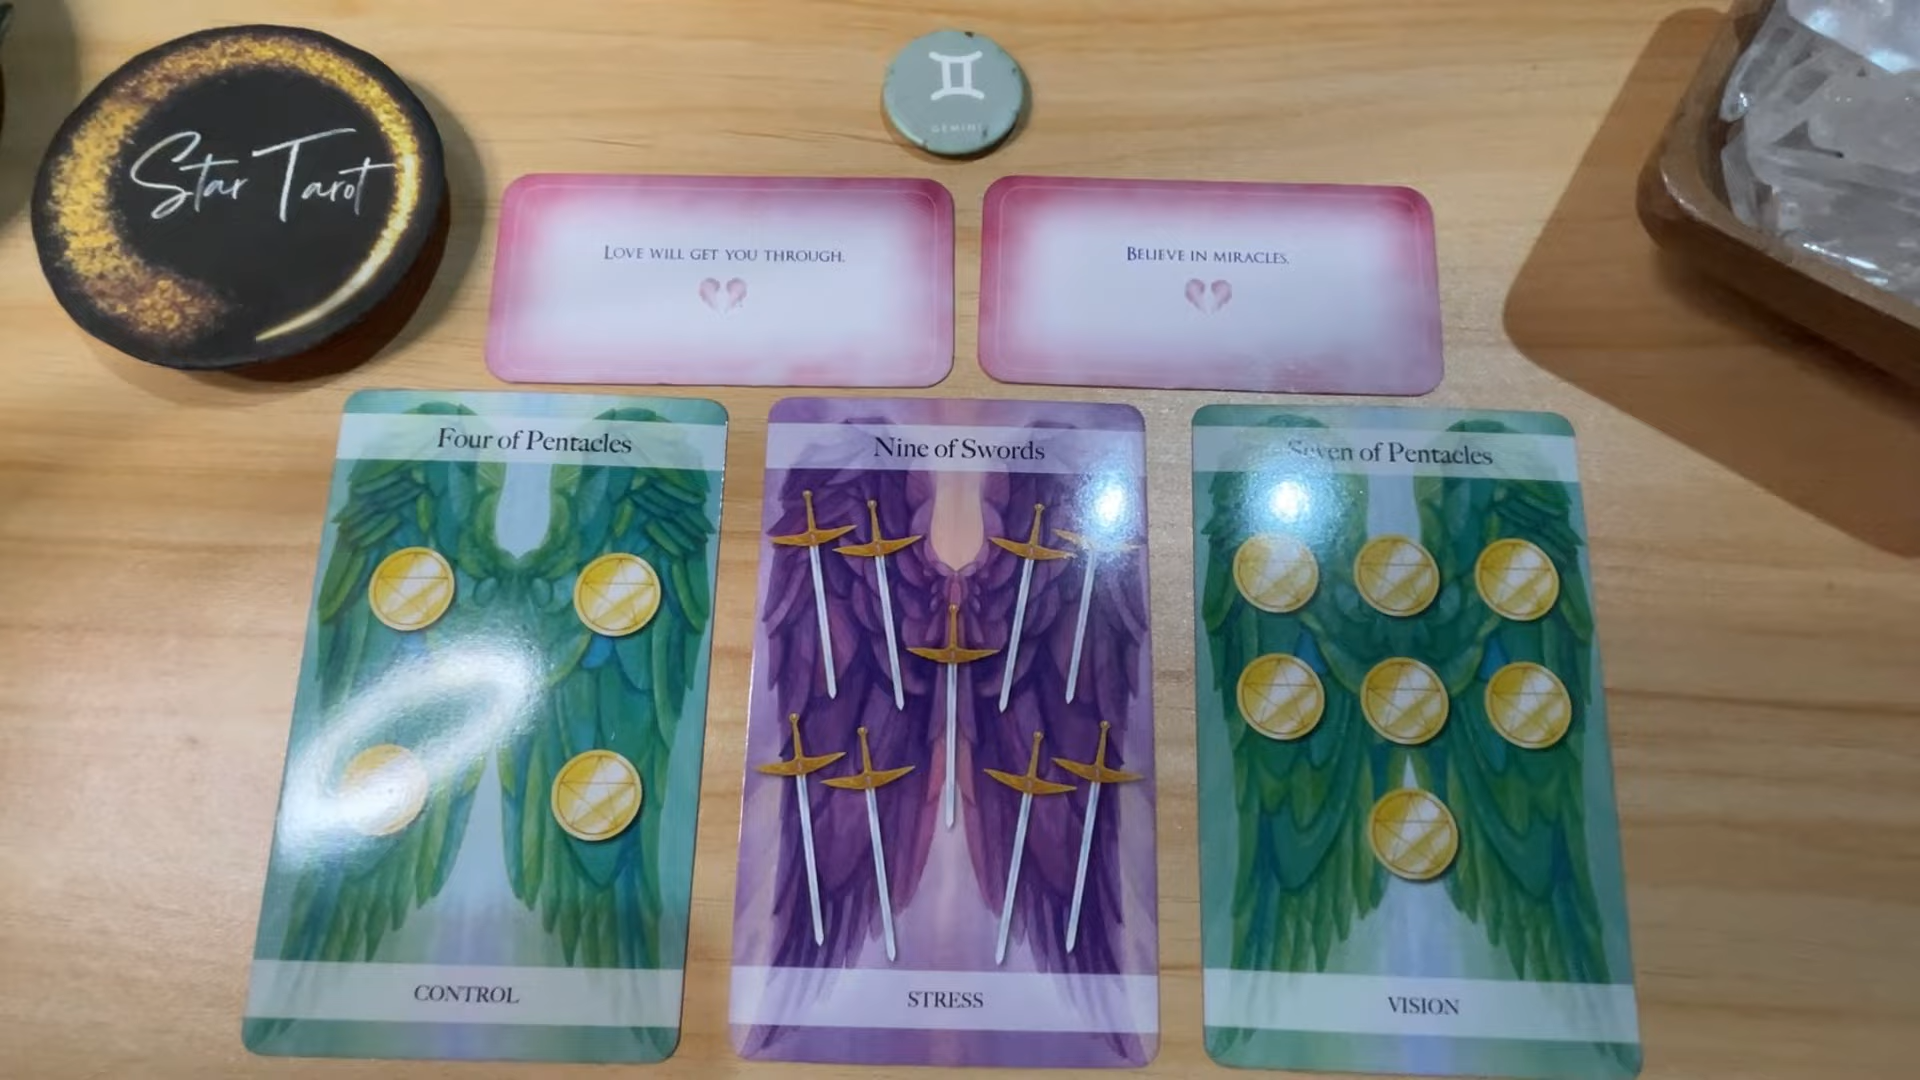 Star Tarot
GEMINI
LOVE WILL GET YOU THROUGH.
BELIEVE IN MIRACLES.
Four of Pentacles
Nine of Swords
Seven of Pentacles
CONTROL
STRESS
VISION